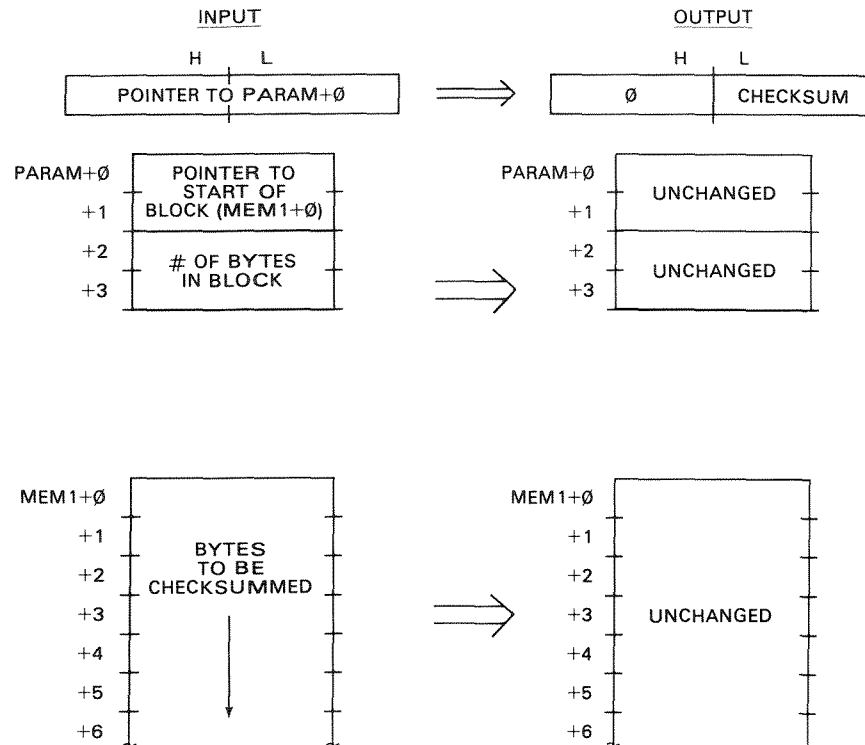 INPUT
OUTPUT
H L
H L
POINTER TO PARAM+Ø
Ø
CHECKSUM
PARAM+Ø
+1
+2
+3
POINTER TO
START OF
BLOCK (MEM1+Ø)
# OF BYTES
IN BLOCK
PARAM+Ø
+1
+2
+3
UNCHANGED
UNCHANGED
MEM1+Ø
+1
+2
+3
+4
+5
+6
BYTES
TO BE
CHECKSUMMED
MEM1+Ø
+1
+2
+3
+4
+5
+6
UNCHANGED